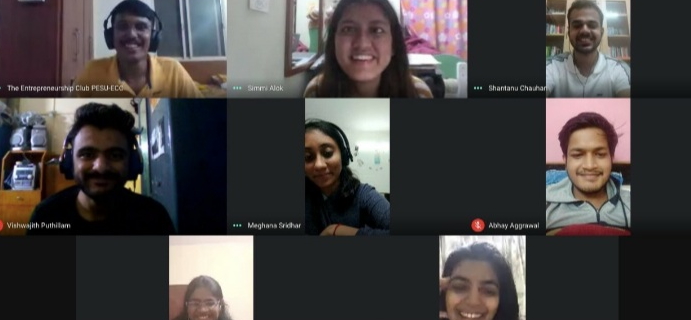 The Entrepreneurship Club PESU-ECC
Simmi Alok
Shantanu Chauhan
Vishwajith Puthillam
Meghana Sridhar
Abhay Aggrawal